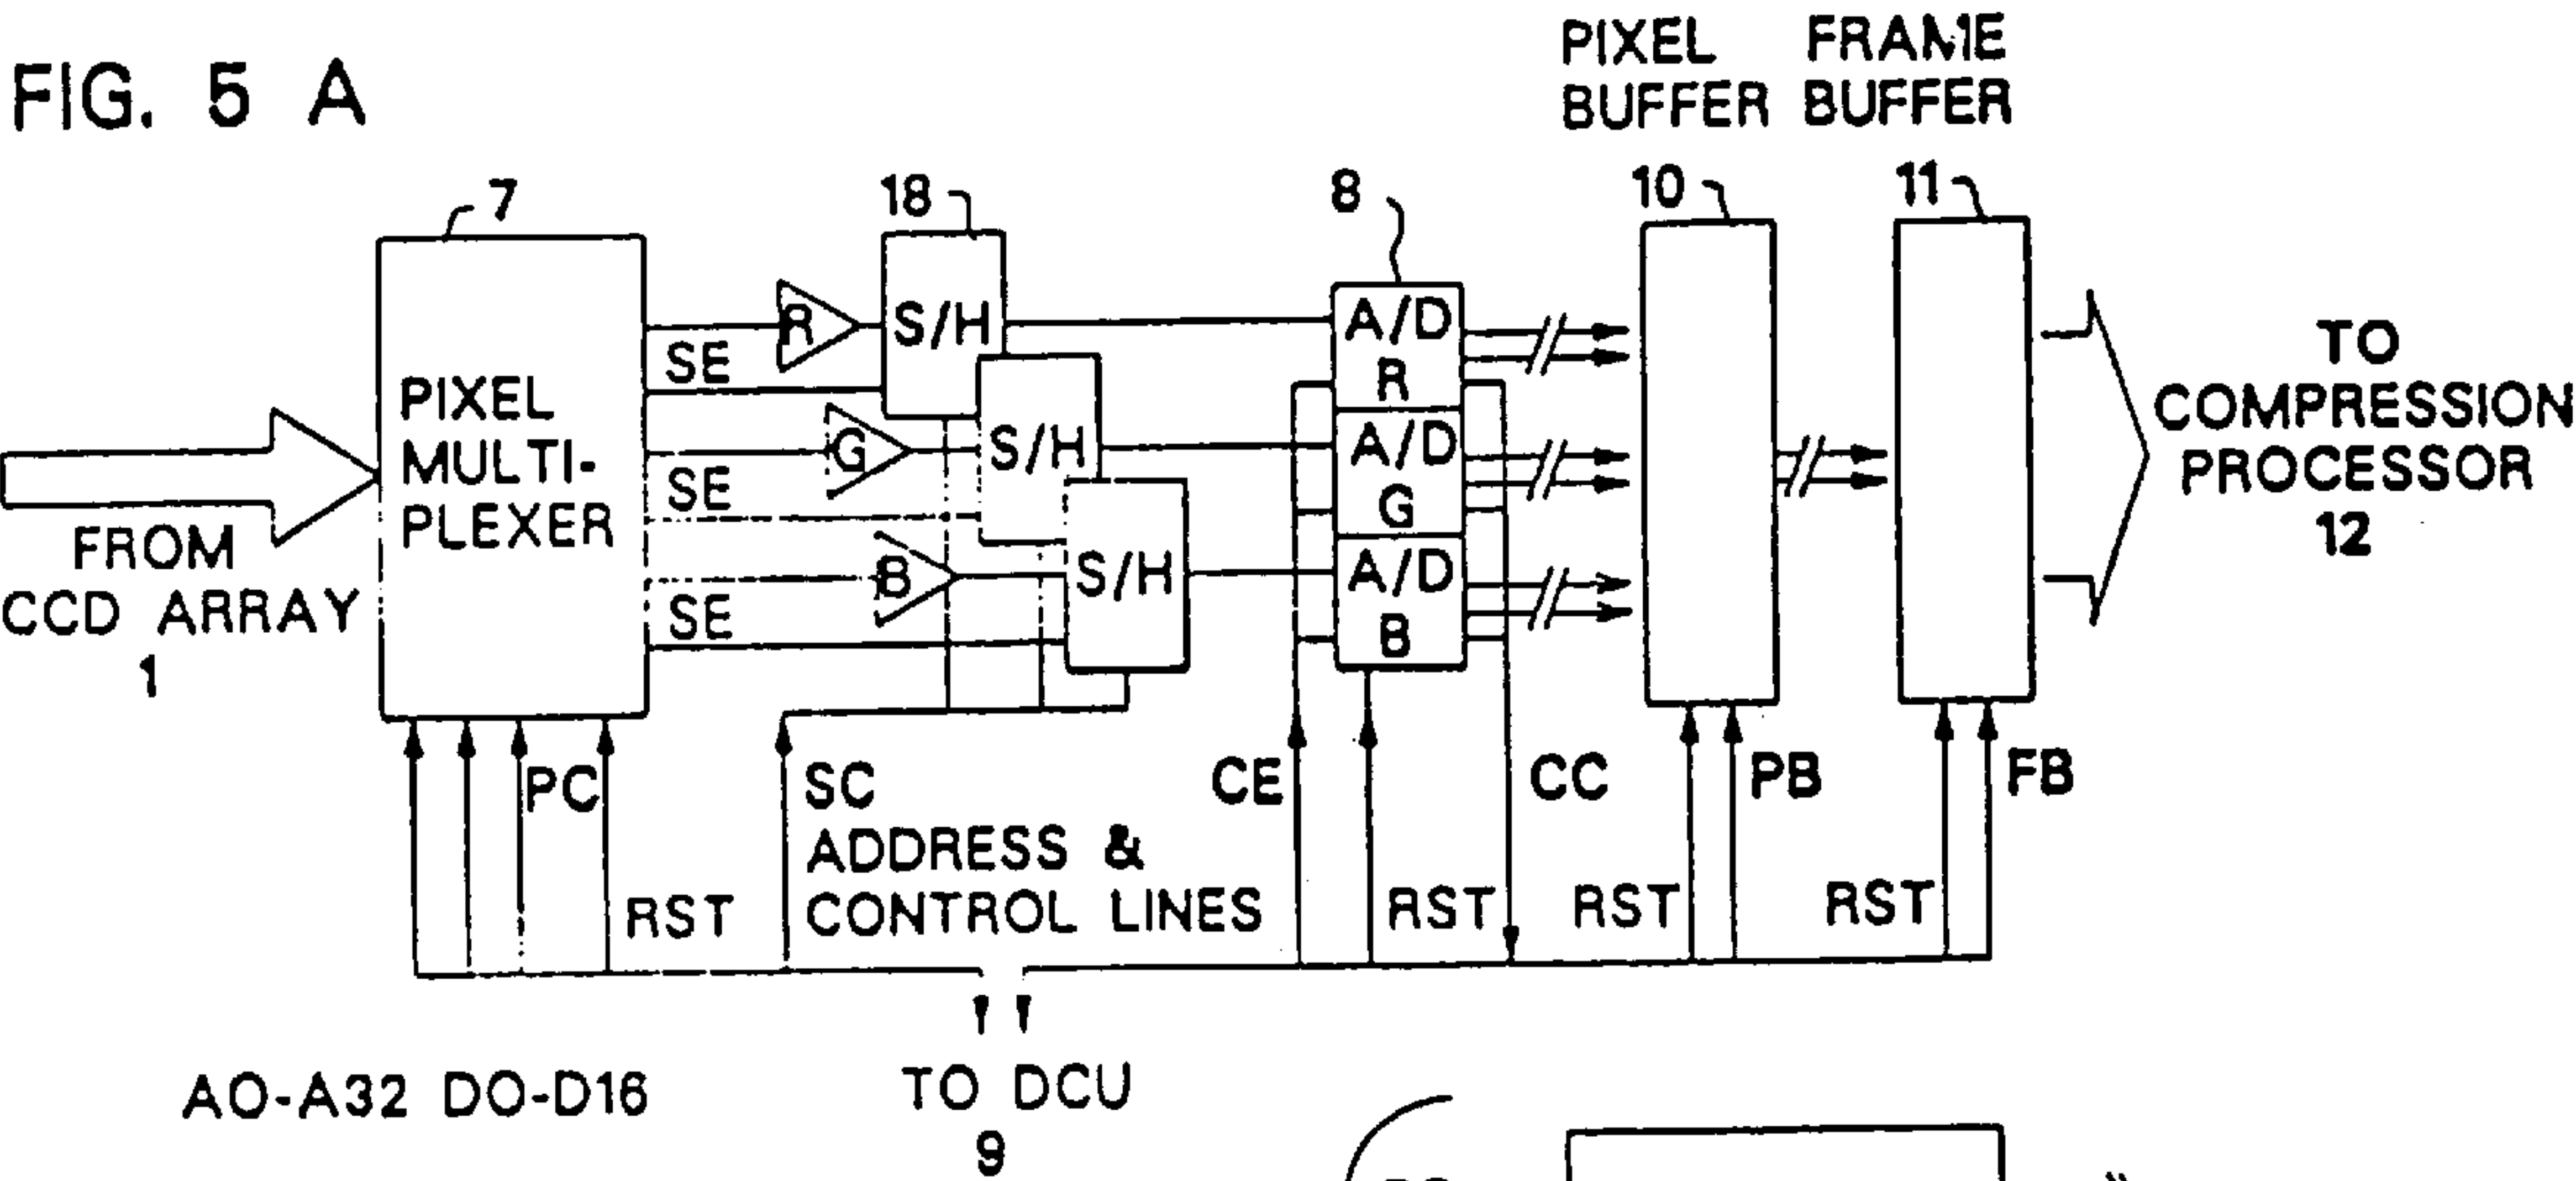 FIG. 5 A
PIXEL FRAME
BUFFER BUFFER
7
18
8
10
11
R
S/H
A/D
R
SE
PIXEL
MULTI-
PLEXER
G
S/H
A/D
G
SE
B
S/H
A/D
B
SE
FROM
CCD ARRAY
1
TO
COMPRESSION
PROCESSOR
12
PC
SC
CE
CC
PB
FB
ADDRESS &
CONTROL LINES
RST
RST
RST
RST
AO-A32 DO-D16
TO DCU
9